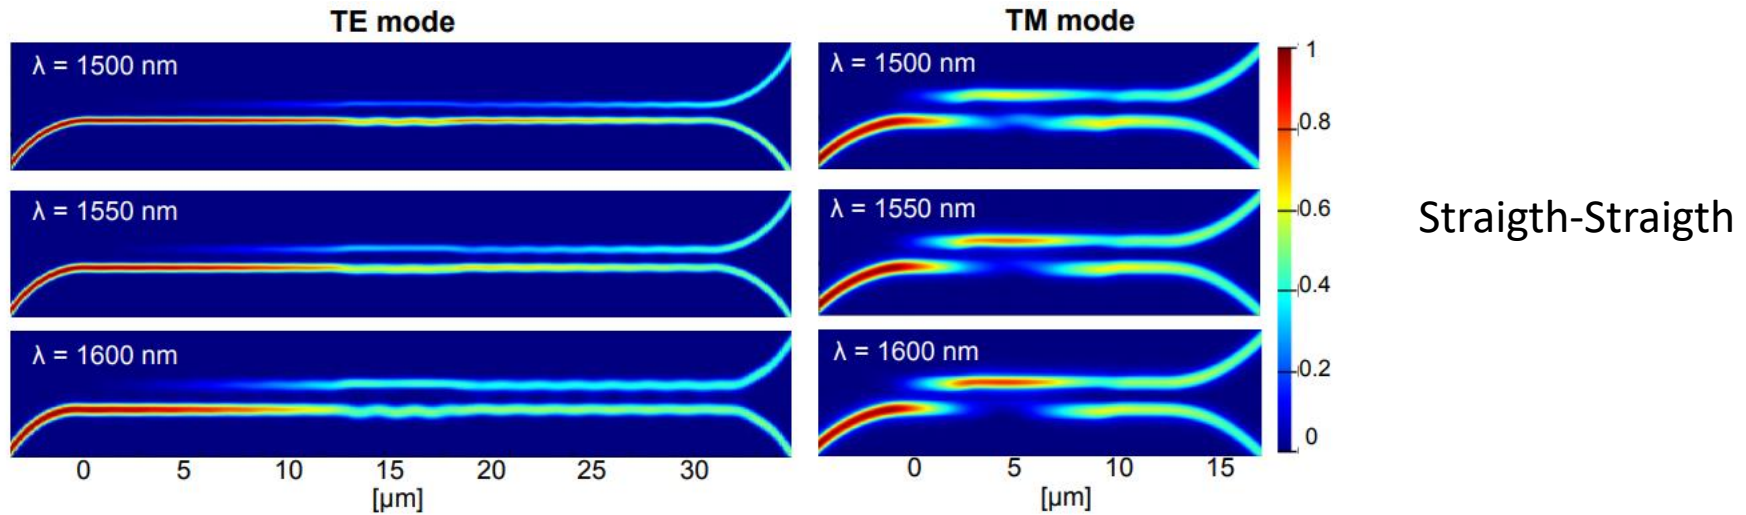 TE mode
TM mode
λ = 1500 nm
λ = 1500 nm
λ = 1550 nm
λ = 1550 nm
λ = 1600 nm
λ = 1600 nm
0 5 10 15 20 25 30
[μm]
0 5 10 15
[μm]
1
0.8
0.6
0.4
0.2
0
Straigth-Straigth